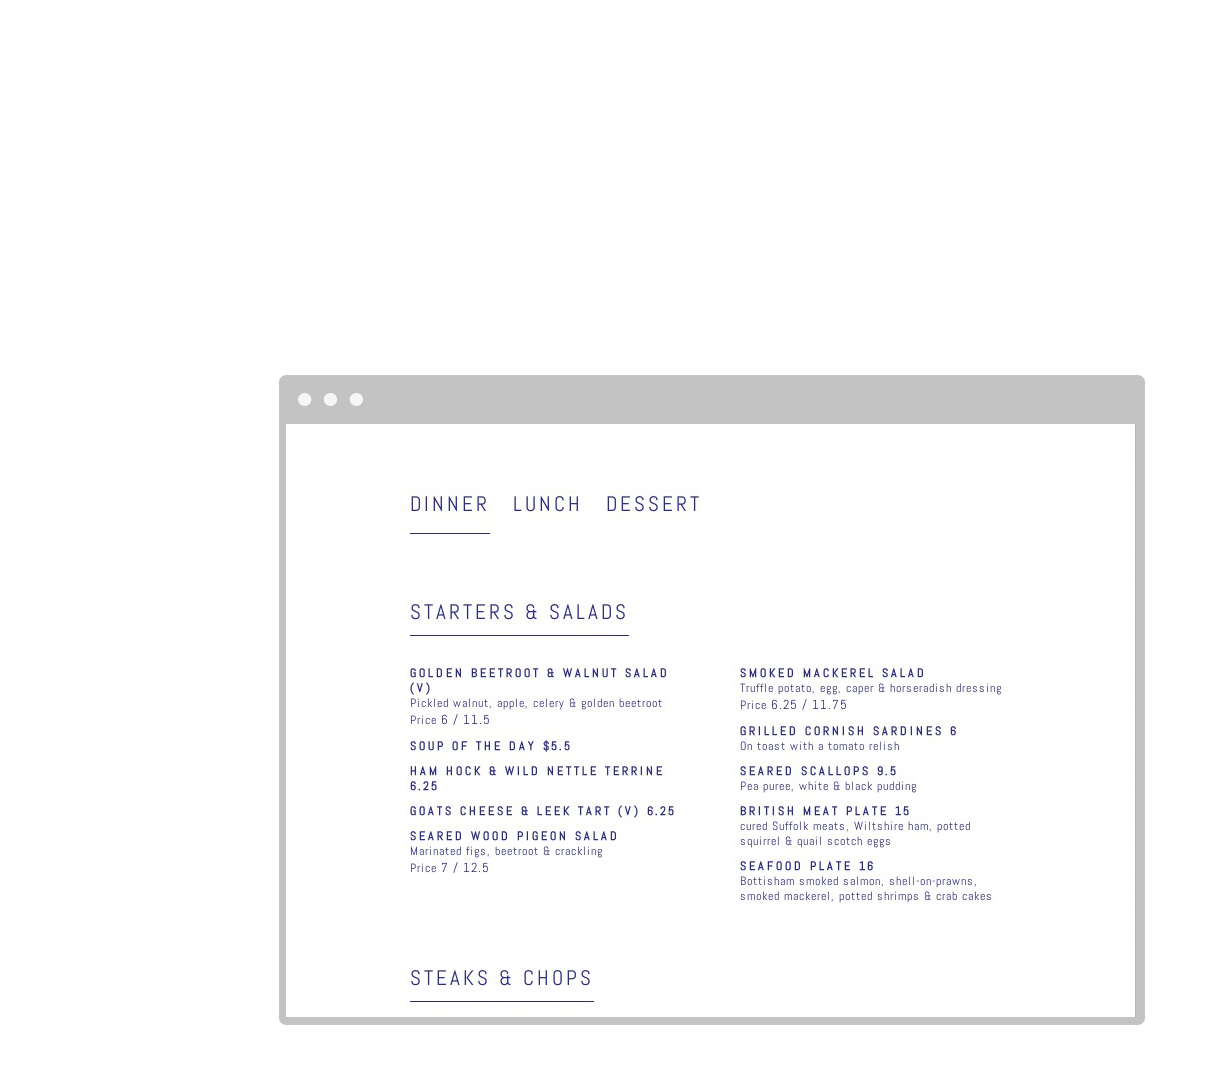 DINNER LUNCH DESSERT
STARTERS & SALADS
GOLDEN BEETROOT & WALNUT SALAD
(V)
Pickled walnut, apple, celery & golden beetroot
Price 6 / 11.5
SOUP OF THE DAY $5.5
HAM HOCK & WILD NETTLE TERRINE
6.25
GOATS CHEESE & LEEK TART (V) 6.25
SEARED WOOD PIGEON SALAD
Marinated figs, beetroot & crackling
Price 7 / 12.5
SMOKED MACKEREL SALAD
Truffle potato, egg, caper & horseradish dressing
Price 6.25 / 11.75
GRILLED CORNISH SARDINES 6
On toast with a tomato relish
SEARED SCALLOPS 9.5
Pea puree, white & black pudding
BRITISH MEAT PLATE 15
cured Suffolk meats, Wiltshire ham, potted
squirrel & quail scotch eggs
SEAFOOD PLATE 16
Bottisham smoked salmon, shell-on-prawns,
smoked mackerel, potted shrimps & crab cakes
STEAKS & CHOPS